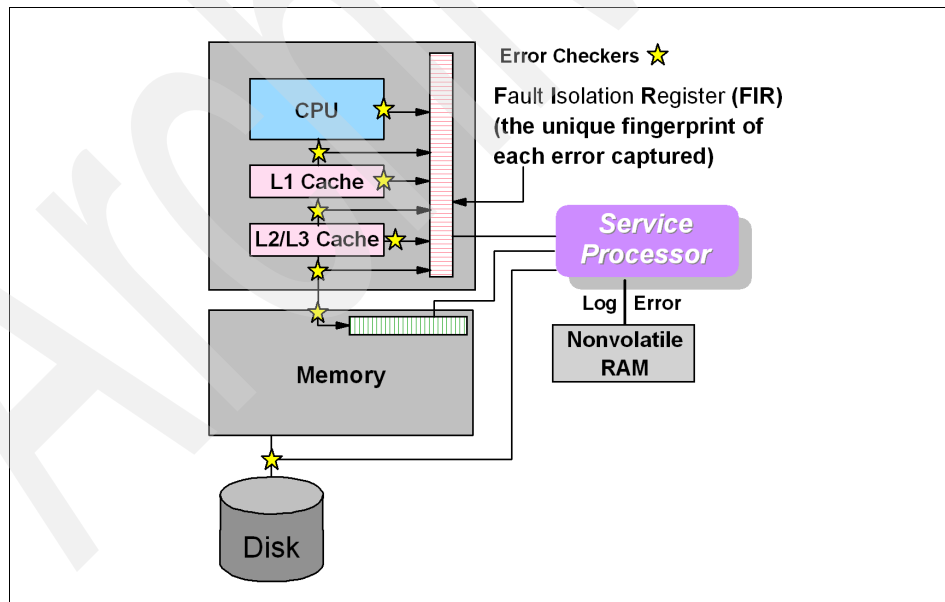 Error Checkers
Fault Isolation Register (FIR)
(the unique fingerprint of
each error captured)
CPU
L1 Cache
L2/L3 Cache
Service
Processor
Log Error
Nonvolatile
RAM
Memory
Disk